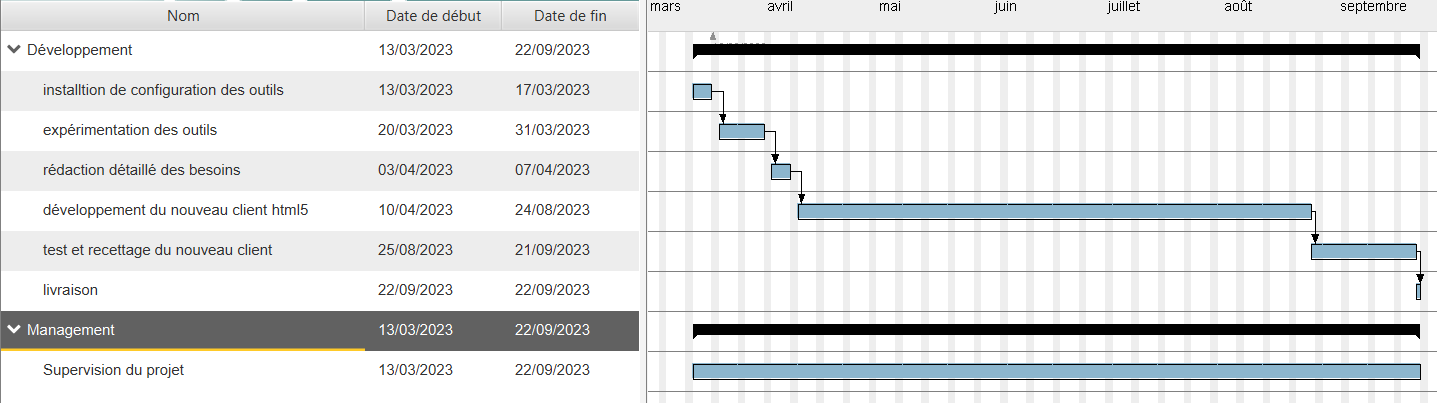 Nom Date de début Date de fin mars avril mai juin juillet août septembre
Développement 13/03/2023 22/09/2023
installtion de configuration des outils 13/03/2023 17/03/2023
expérimentation des outils 20/03/2023 31/03/2023
rédaction détaillé des besoins 03/04/2023 07/04/2023
développement du nouveau client html5 10/04/2023 24/08/2023
test et recettage du nouveau client 25/08/2023 21/09/2023
livraison 22/09/2023 22/09/2023
Management 13/03/2023 22/09/2023
Supervision du projet 13/03/2023 22/09/2023